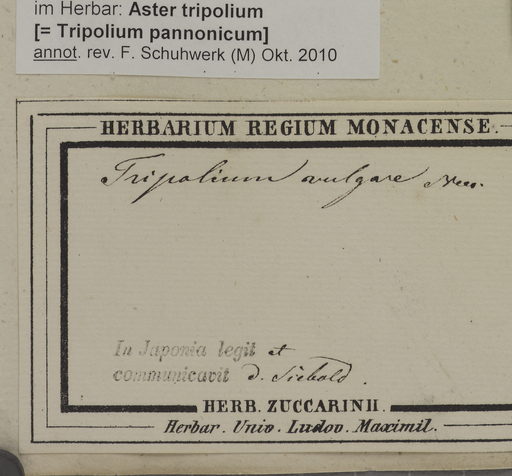 im Herbar: Aster tripolium
[= Tripolium pannonicum]
annot. rev. F. Schuhwerk (M) Okt. 2010
HERBARIUM REGIUM MONACENSE.
Tripolium vulgare Nees.
In Japonia legit et
communicavit d. Siebold.
HERB. ZUCCARINII.
Herbar. Univ. Ludov. Maximil.